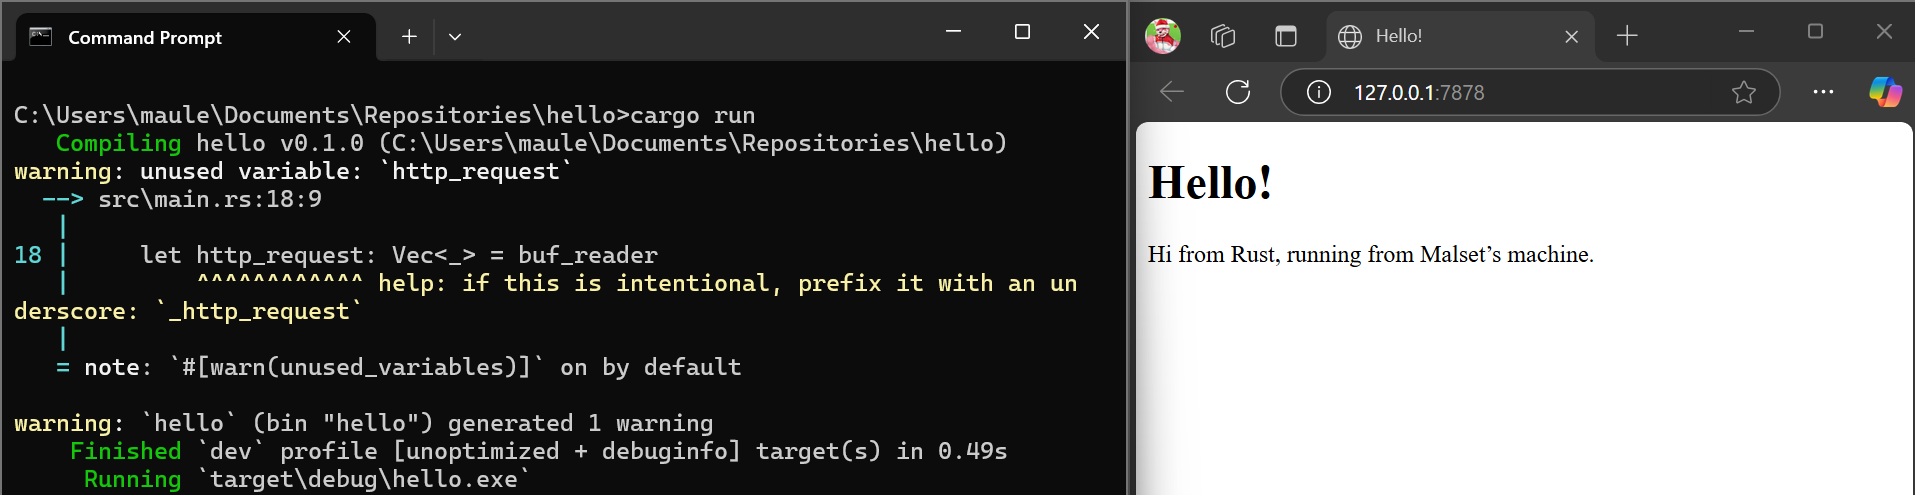 Command Prompt
C:\Users\maule\Documents\Repositories\hello>cargo run
   Compiling hello v0.1.0 (C:\Users\maule\Documents\Repositories\hello)
warning: unused variable: `http_request`
  --> src\main.rs:18:9
   |
18 |     let http_request: Vec<_> = buf_reader
   |         ^^^^^^^^^^^^ help: if this is intentional, prefix it with an un
derscore: `_http_request`
   |
   = note: `#[warn(unused_variables)]` on by default
warning: `hello` (bin "hello") generated 1 warning
    Finished `dev` profile [unoptimized + debuginfo] target(s) in 0.49s
     Running `target\debug\hello.exe`
Hello!
127.0.0.1:7878
Hello!
Hi from Rust, running from Malset’s machine.